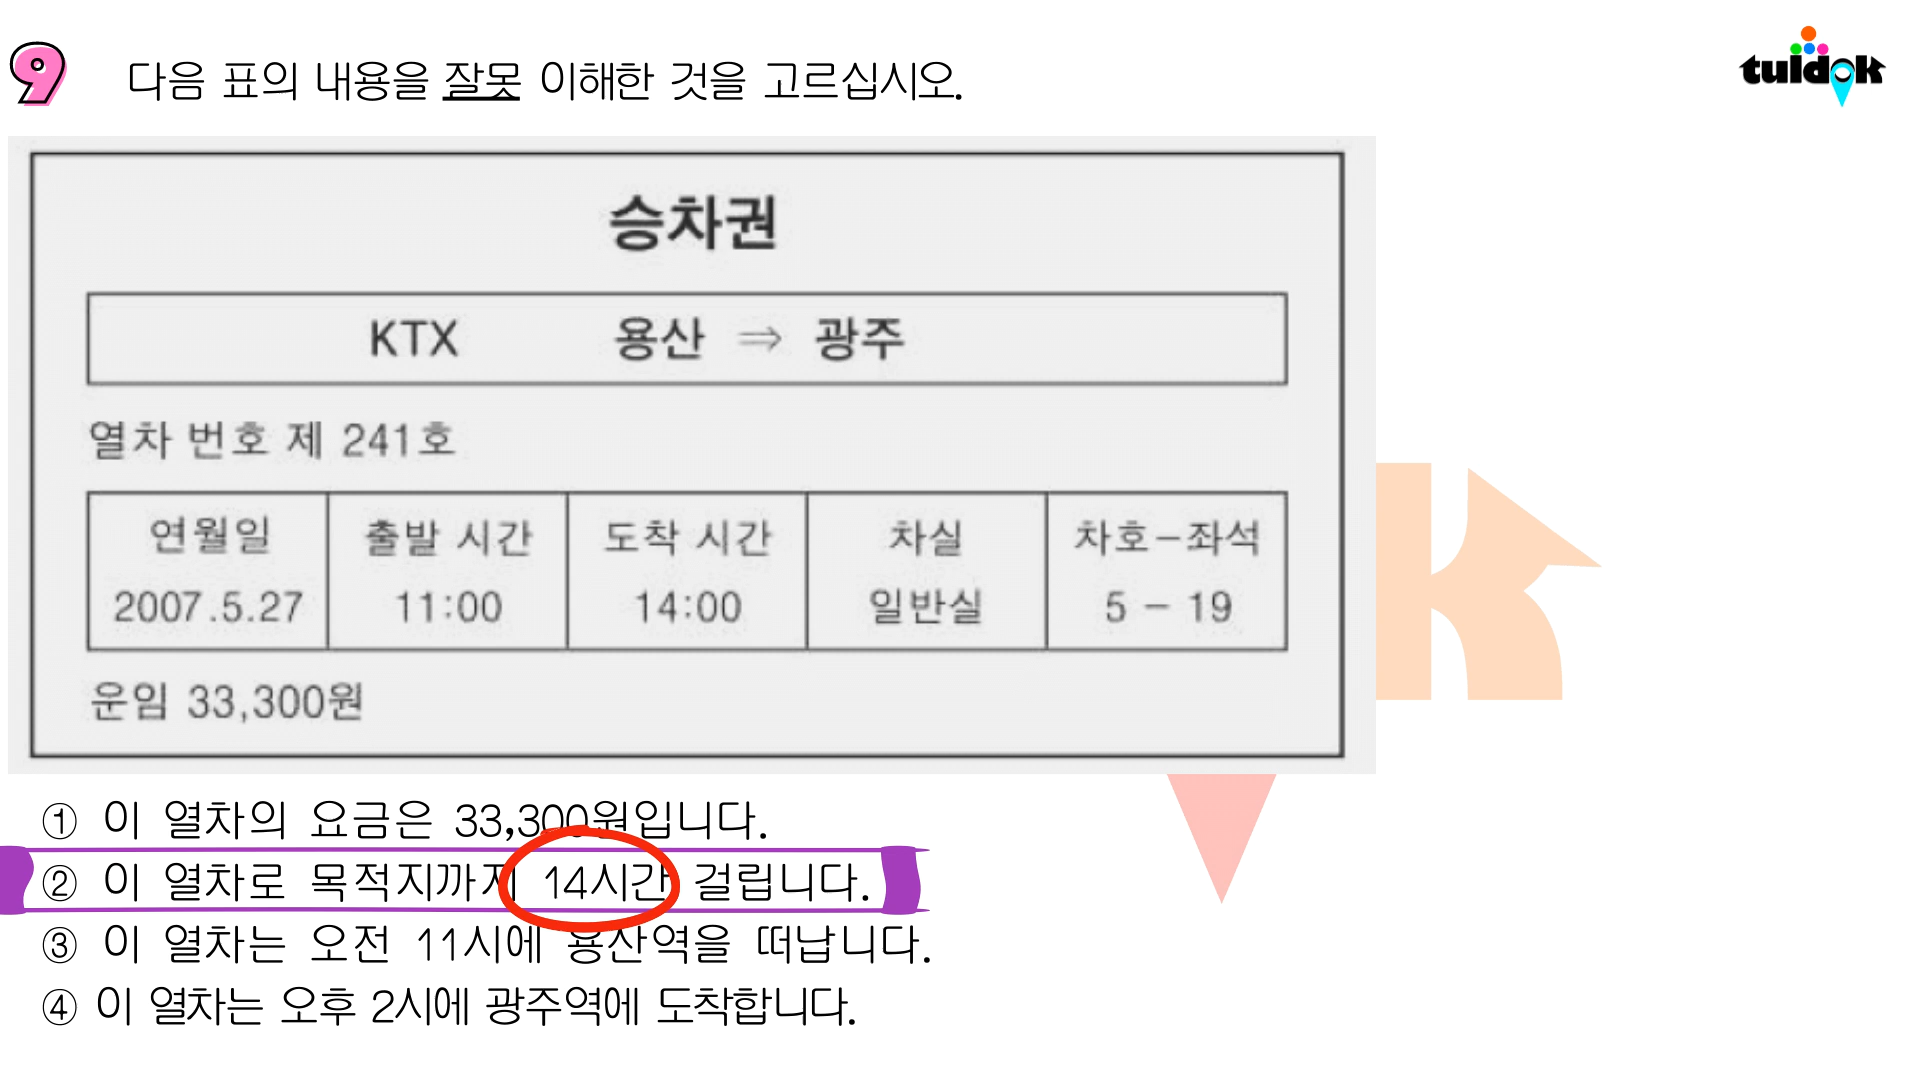 9 다음 표의 내용을 잘못 이해한 것을 고르십시오.
tuldok
승차권
KTX 용산 ⇒ 광주
열차 번호 제 241호
연월일 출발 시간 도착 시간 차실 차호-좌석
2007.5.27 11:00 14:00 일반실 5 - 19
운임 33,300원
① 이 열차의 요금은 33,300원입니다.
② 이 열차로 목적지까지 14시간 걸립니다.
③ 이 열차는 오전 11시에 용산역을 떠납니다.
④ 이 열차는 오후 2시에 광주역에 도착합니다.